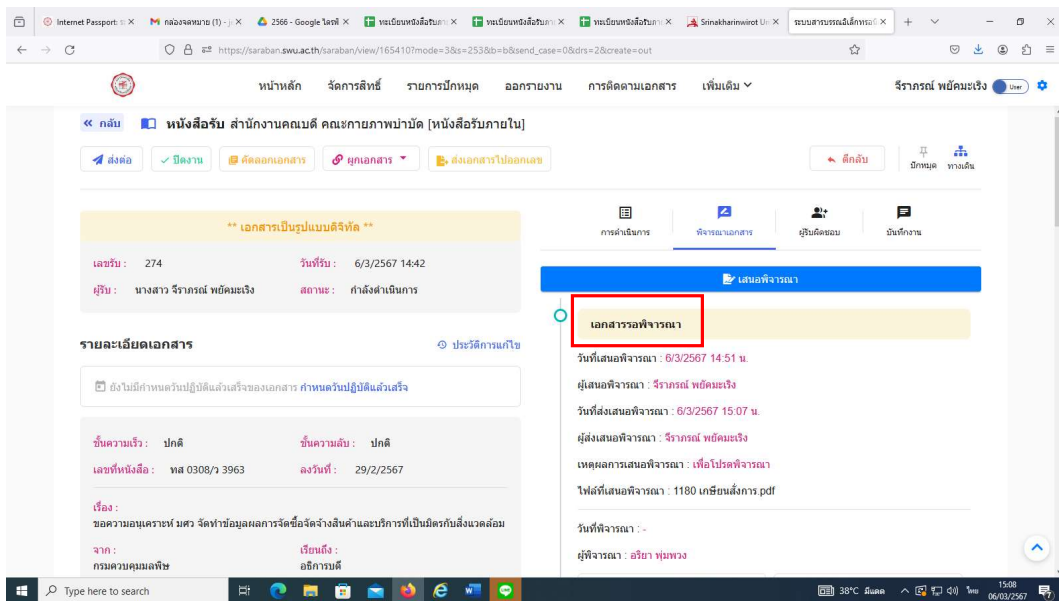 Internet Passport:
กล่องจดหมาย (1) - j
2566 - Google ไดรฟ์
ทะเบียนหนังสือรับภา
ทะเบียนหนังสือรับภา
ทะเบียนหนังสือรับภา
Srinakharinwirot Un
ระบบสารบรรณอิเล็กทรอนิ
https://saraban.swu.ac.th/saraban/view/165410?mode=3&s=253&b=b&send_case=0&drs=2&create=out
หน้าหลัก จัดการสิทธิ์ รายการปักหมุด ออกรายงาน การติดตามเอกสาร เพิ่มเติม
จีราภรณ์ พยัคมะเริง User
« กลับ หนังสือรับ สำนักงานคณบดี คณะกายภาพบำบัด [หนังสือรับภายใน]
ส่งต่อ ปิดงาน คัดลอกเอกสาร ผูกเอกสาร ส่งเอกสารไปออกเลข
ตีกลับ ปักหมุด ทางเดิน
** เอกสารเป็นรูปแบบดิจิทัล **
เลขรับ : 274 วันที่รับ : 6/3/2567 14:42
ผู้รับ : นางสาว จีราภรณ์ พยัคมะเริง สถานะ : กำลังดำเนินการ
รายละเอียดเอกสาร ประวัติการแก้ไข
ยังไม่มีกำหนดวันปฏิบัติแล้วเสร็จของเอกสาร กำหนดวันปฏิบัติแล้วเสร็จ
ชั้นความเร็ว : ปกติ ชั้นความลับ : ปกติ
เลขที่หนังสือ : ทส 0308/ว 3963 ลงวันที่ : 29/2/2567
เรื่อง :
ขอความอนุเคราะห์ มศว จัดทำข้อมูลผลการจัดซื้อจัดจ้างสินค้าและบริการที่เป็นมิตรกับสิ่งแวดล้อม
จาก : เรียนถึง :
กรมควบคุมมลพิษ อธิการบดี
การดำเนินการ พิจารณาเอกสาร ผู้รับผิดชอบ บันทึกงาน
เสนอพิจารณา
เอกสารรอพิจารณา
วันที่เสนอพิจารณา : 6/3/2567 14:51 น.
ผู้เสนอพิจารณา : จีราภรณ์ พยัคมะเริง
วันที่ส่งเสนอพิจารณา : 6/3/2567 15:07 น.
ผู้ส่งเสนอพิจารณา : จีราภรณ์ พยัคมะเริง
เหตุผลการเสนอพิจารณา : เพื่อโปรดพิจารณา
ไฟล์ที่เสนอพิจารณา : 1180 เกษียนสั่งการ.pdf
วันที่พิจารณา : -
ผู้พิจารณา : อริยา พุ่มพวง
Type here to search
38°C มีแดด ไทย 15:08
06/03/2567